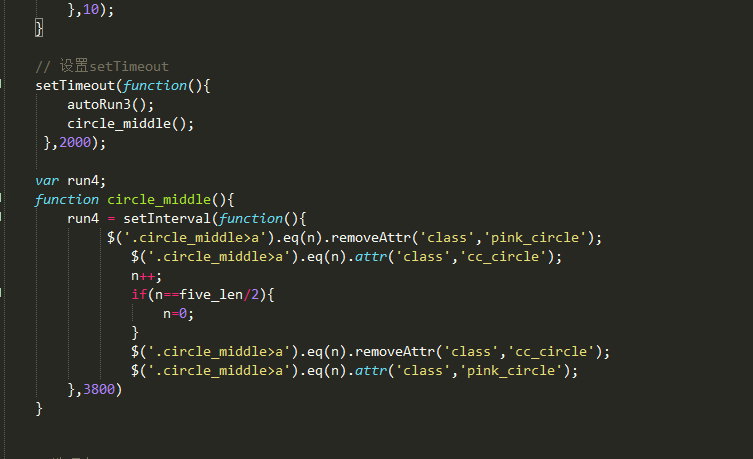 },10);
}
// 设置setTimeout
setTimeout(function(){
autoRun3();
circle_middle();
},2000);
var run4;
function circle_middle(){
run4 = setInterval(function(){
$('.circle_middle>a').eq(n).removeAttr('class','pink_circle');
$('.circle_middle>a').eq(n).attr('class','cc_circle');
n++;
if(n==five_len/2){
n=0;
}
$('.circle_middle>a').eq(n).removeAttr('class','cc_circle');
$('.circle_middle>a').eq(n).attr('class','pink_circle');
},3800)
}